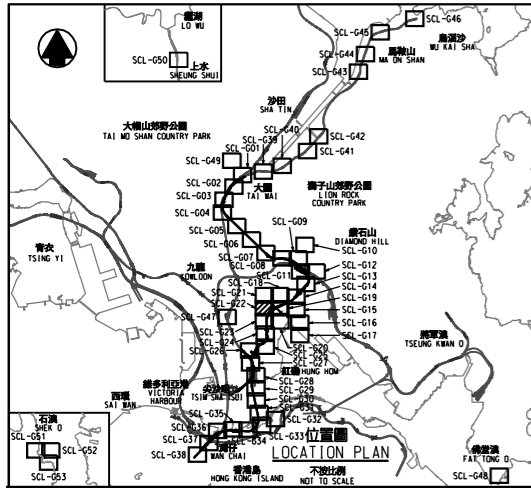 羅湖
LO WU
SCL-G50
上水
SHEUNG SHUI
SCL-G46
SCL-G45
烏溪沙
WU KAI SHA
SCL-G44
馬鞍山
MA ON SHAN
SCL-G43
沙田
SHA TIN
大帽山郊野公園
TAI MO SHAN COUNTRY PARK
SCL-G40
SCL-G39
SCL-G01
SCL-G42
SCL-G41
SCL-G49
SCL-G02
SCL-G03
SCL-G04
大圍
TAI WAI
獅子山郊野公園
LION ROCK
COUNTRY PARK
SCL-G05
SCL-G06
SCL-G07
SCL-G08
SCL-G09
鑽石山
SCL-G10
DIAMOND HILL
SCL-G11
SCL-G12
SCL-G13
SCL-G14
SCL-G19
SCL-G15
SCL-G16
SCL-G17
青衣
TSING YI
九龍
KOWLOON
SCL-G18
SCL-G21
SCL-G22
SCL-G47
SCL-G23
SCL-G24
SCL-G26
SCL-G20
將軍澳
TSEUNG KWAN O
紅磡
HUNG HOM
SCL-G28
SCL-G29
SCL-G30
SCL-G31
SCL-G32
SCL-G33
SCL-G34
SCL-G35
SCL-G36
SCL-G37
SCL-G38
西環
SAI WAN
維多利亞港
VICTORIA
HARBOUR
尖沙咀
TSIM SHA TSUI
灣仔
WAN CHAI
香港島
HONG KONG ISLAND
位置圖
LOCATION PLAN
不按比例
NOT TO SCALE
石澳
SHEK O
SCL-G51
SCL-G52
SCL-G53
佛堂澳
FAT TONG O
SCL-G48